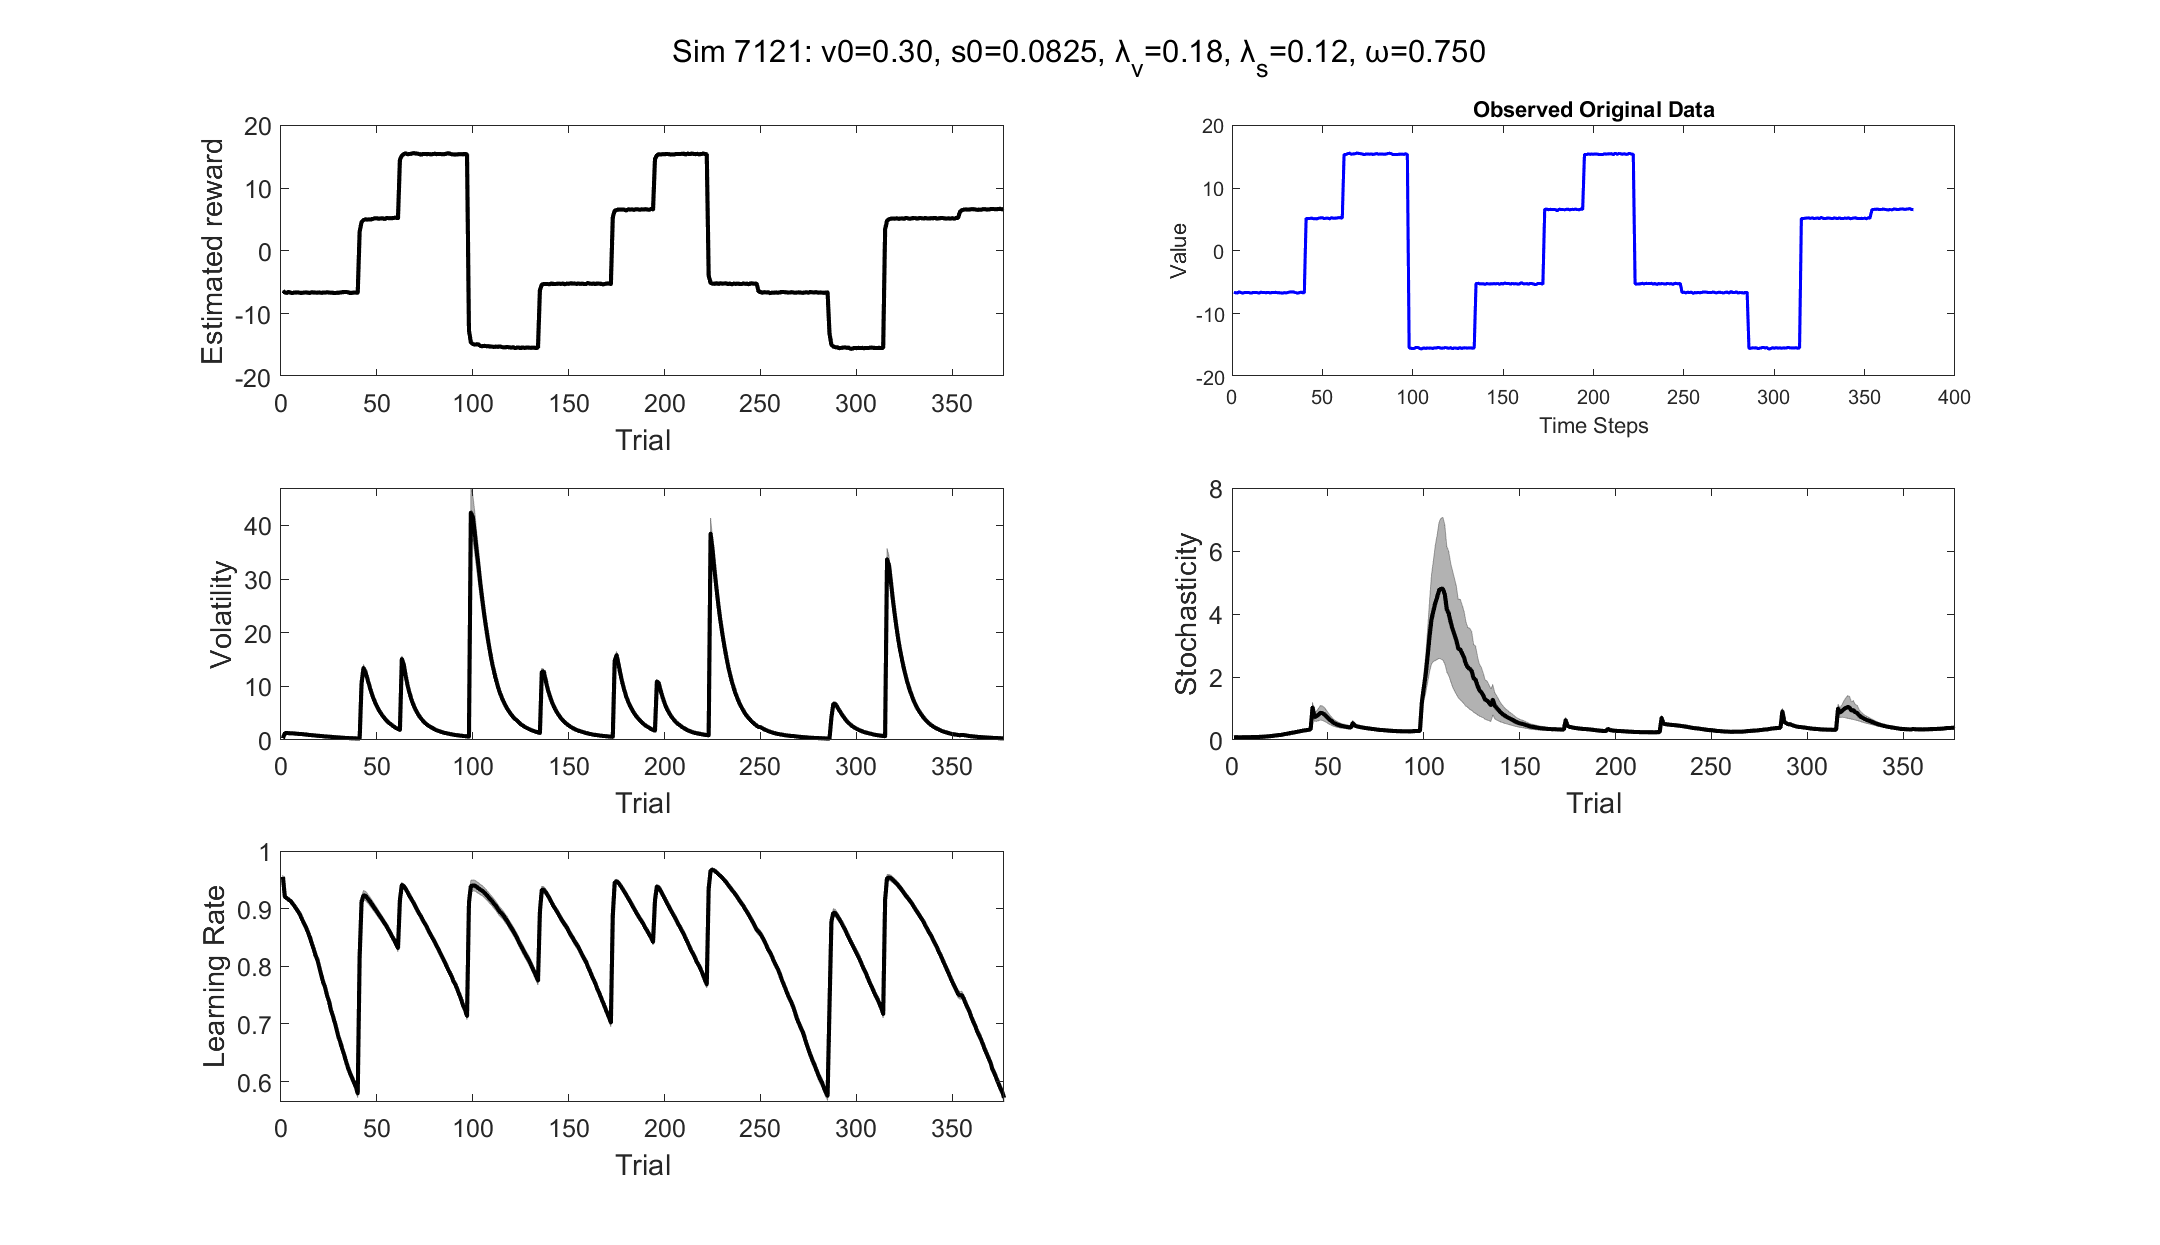 Sim 7121: v0=0.30, s0=0.0825, λ_v=0.18, λ_s=0.12, ω=0.750
Estimated reward
20
10
0
-10
-20
0 50 100 150 200 250 300 350
Trial
Observed Original Data
Value
20
10
0
-10
-20
0 50 100 150 200 250 300 350 400
Time Steps
Volatility
40
30
20
10
0
0 50 100 150 200 250 300 350
Trial
Stochasticity
8
6
4
2
0
0 50 100 150 200 250 300 350
Trial
Learning Rate
1
0.9
0.8
0.7
0.6
0 50 100 150 200 250 300 350
Trial